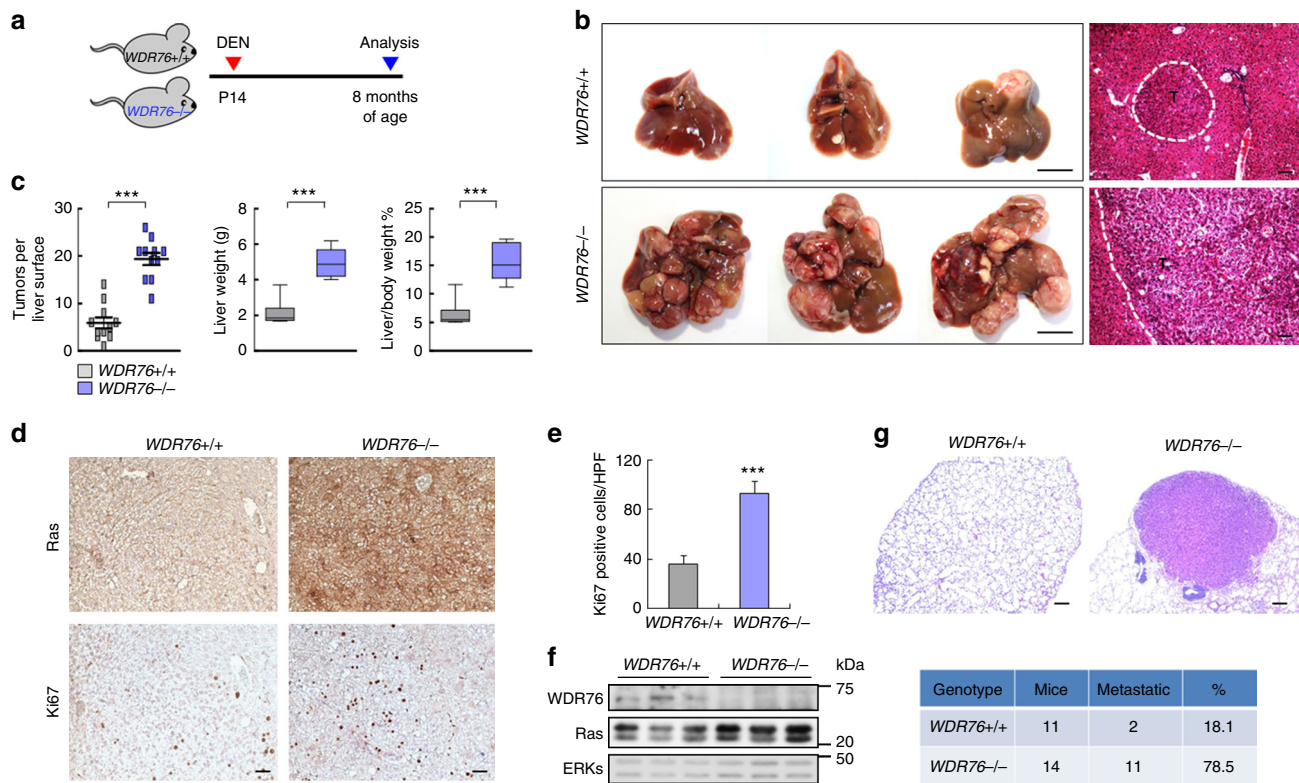 a
WDR76+/+
WDR76–/–
DEN
Analysis
P14
8 months
of age
b
WDR76+/+
T
WDR76–/–
T
c
Tumors per
liver surface
30
20
10
0
***
Liver weight (g)
8
6
4
2
0
***
Liver/body weight %
25
20
15
10
5
0
***
WDR76+/+
WDR76–/–
d
WDR76+/+
WDR76–/–
Ras
Ki67
e
Ki67 positive cells/HPF
120
80
40
0
***
WDR76+/+
WDR76–/–
f
WDR76+/+
WDR76–/–
kDa
WDR76
75
Ras
20
ERKs
50
g
WDR76+/+
WDR76–/–
Genotype Mice Metastatic %
WDR76+/+ 11 2 18.1
WDR76–/– 14 11 78.5